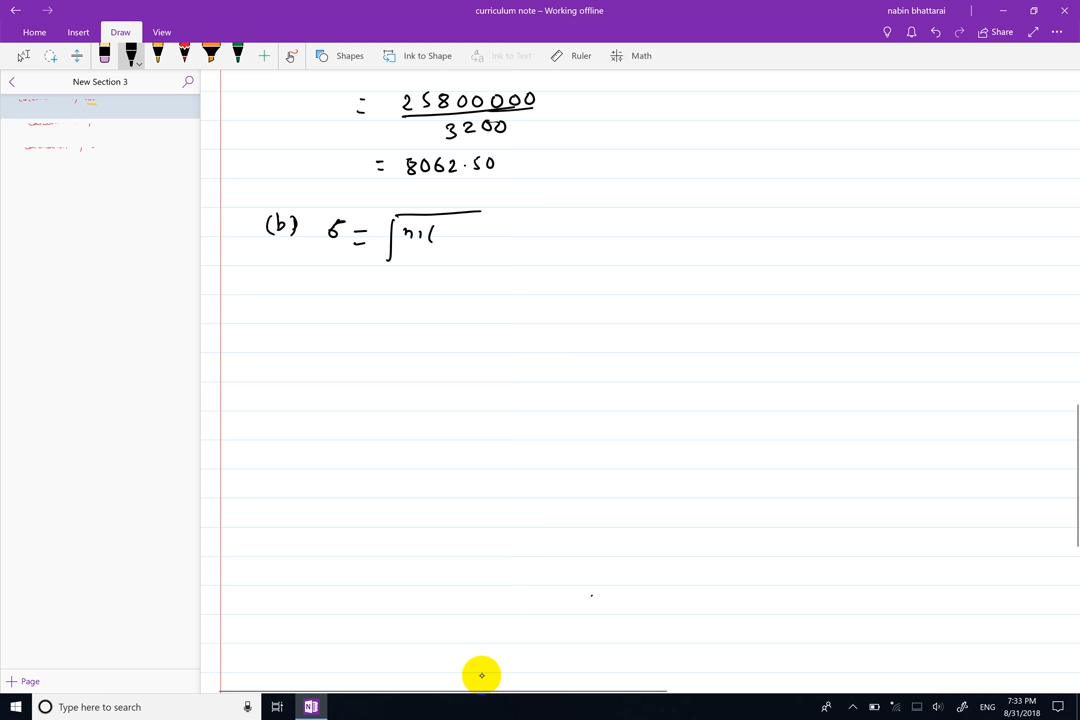 curriculum note – Working offline
nabin bhattarai
Home Insert Draw View
Share
Shapes Ink to Shape Ink to Text Ruler Math
New Section 3
= 25800000
3200
= 8062.50
(b) σ = √n1(
Page
Type here to search
ENG
7:33 PM
8/31/2018